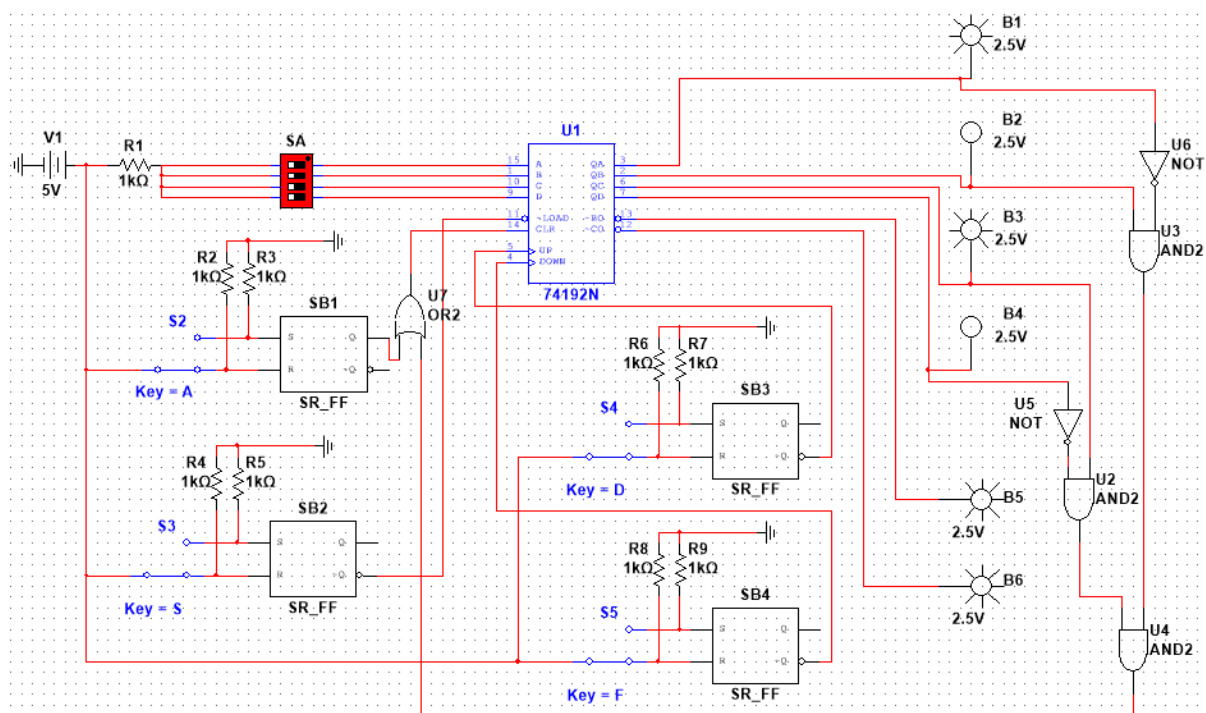 B1
2.5V
V1
5V
R1
1kΩ
SA
U1
15 A QA 3
1 B QB 2
10 C QC 6
9 D QD 7
11 ~LOAD ~BO 13
14 CLR ~CO 12
5 UP
4 DOWN
74192N
B2
2.5V
U6
NOT
B3
2.5V
U3
AND2
R2
1kΩ
R3
1kΩ
SB1
S Q
R ~Q
SR_FF
U7
OR2
S2
Key = A
B4
2.5V
R6
1kΩ
R7
1kΩ
SB3
S Q
R ~Q
SR_FF
S4
Key = D
U5
NOT
R4
1kΩ
R5
1kΩ
SB2
S Q
R ~Q
SR_FF
S3
Key = S
U2
AND2
B5
2.5V
R8
1kΩ
R9
1kΩ
SB4
S Q
R ~Q
SR_FF
S5
Key = F
B6
2.5V
U4
AND2